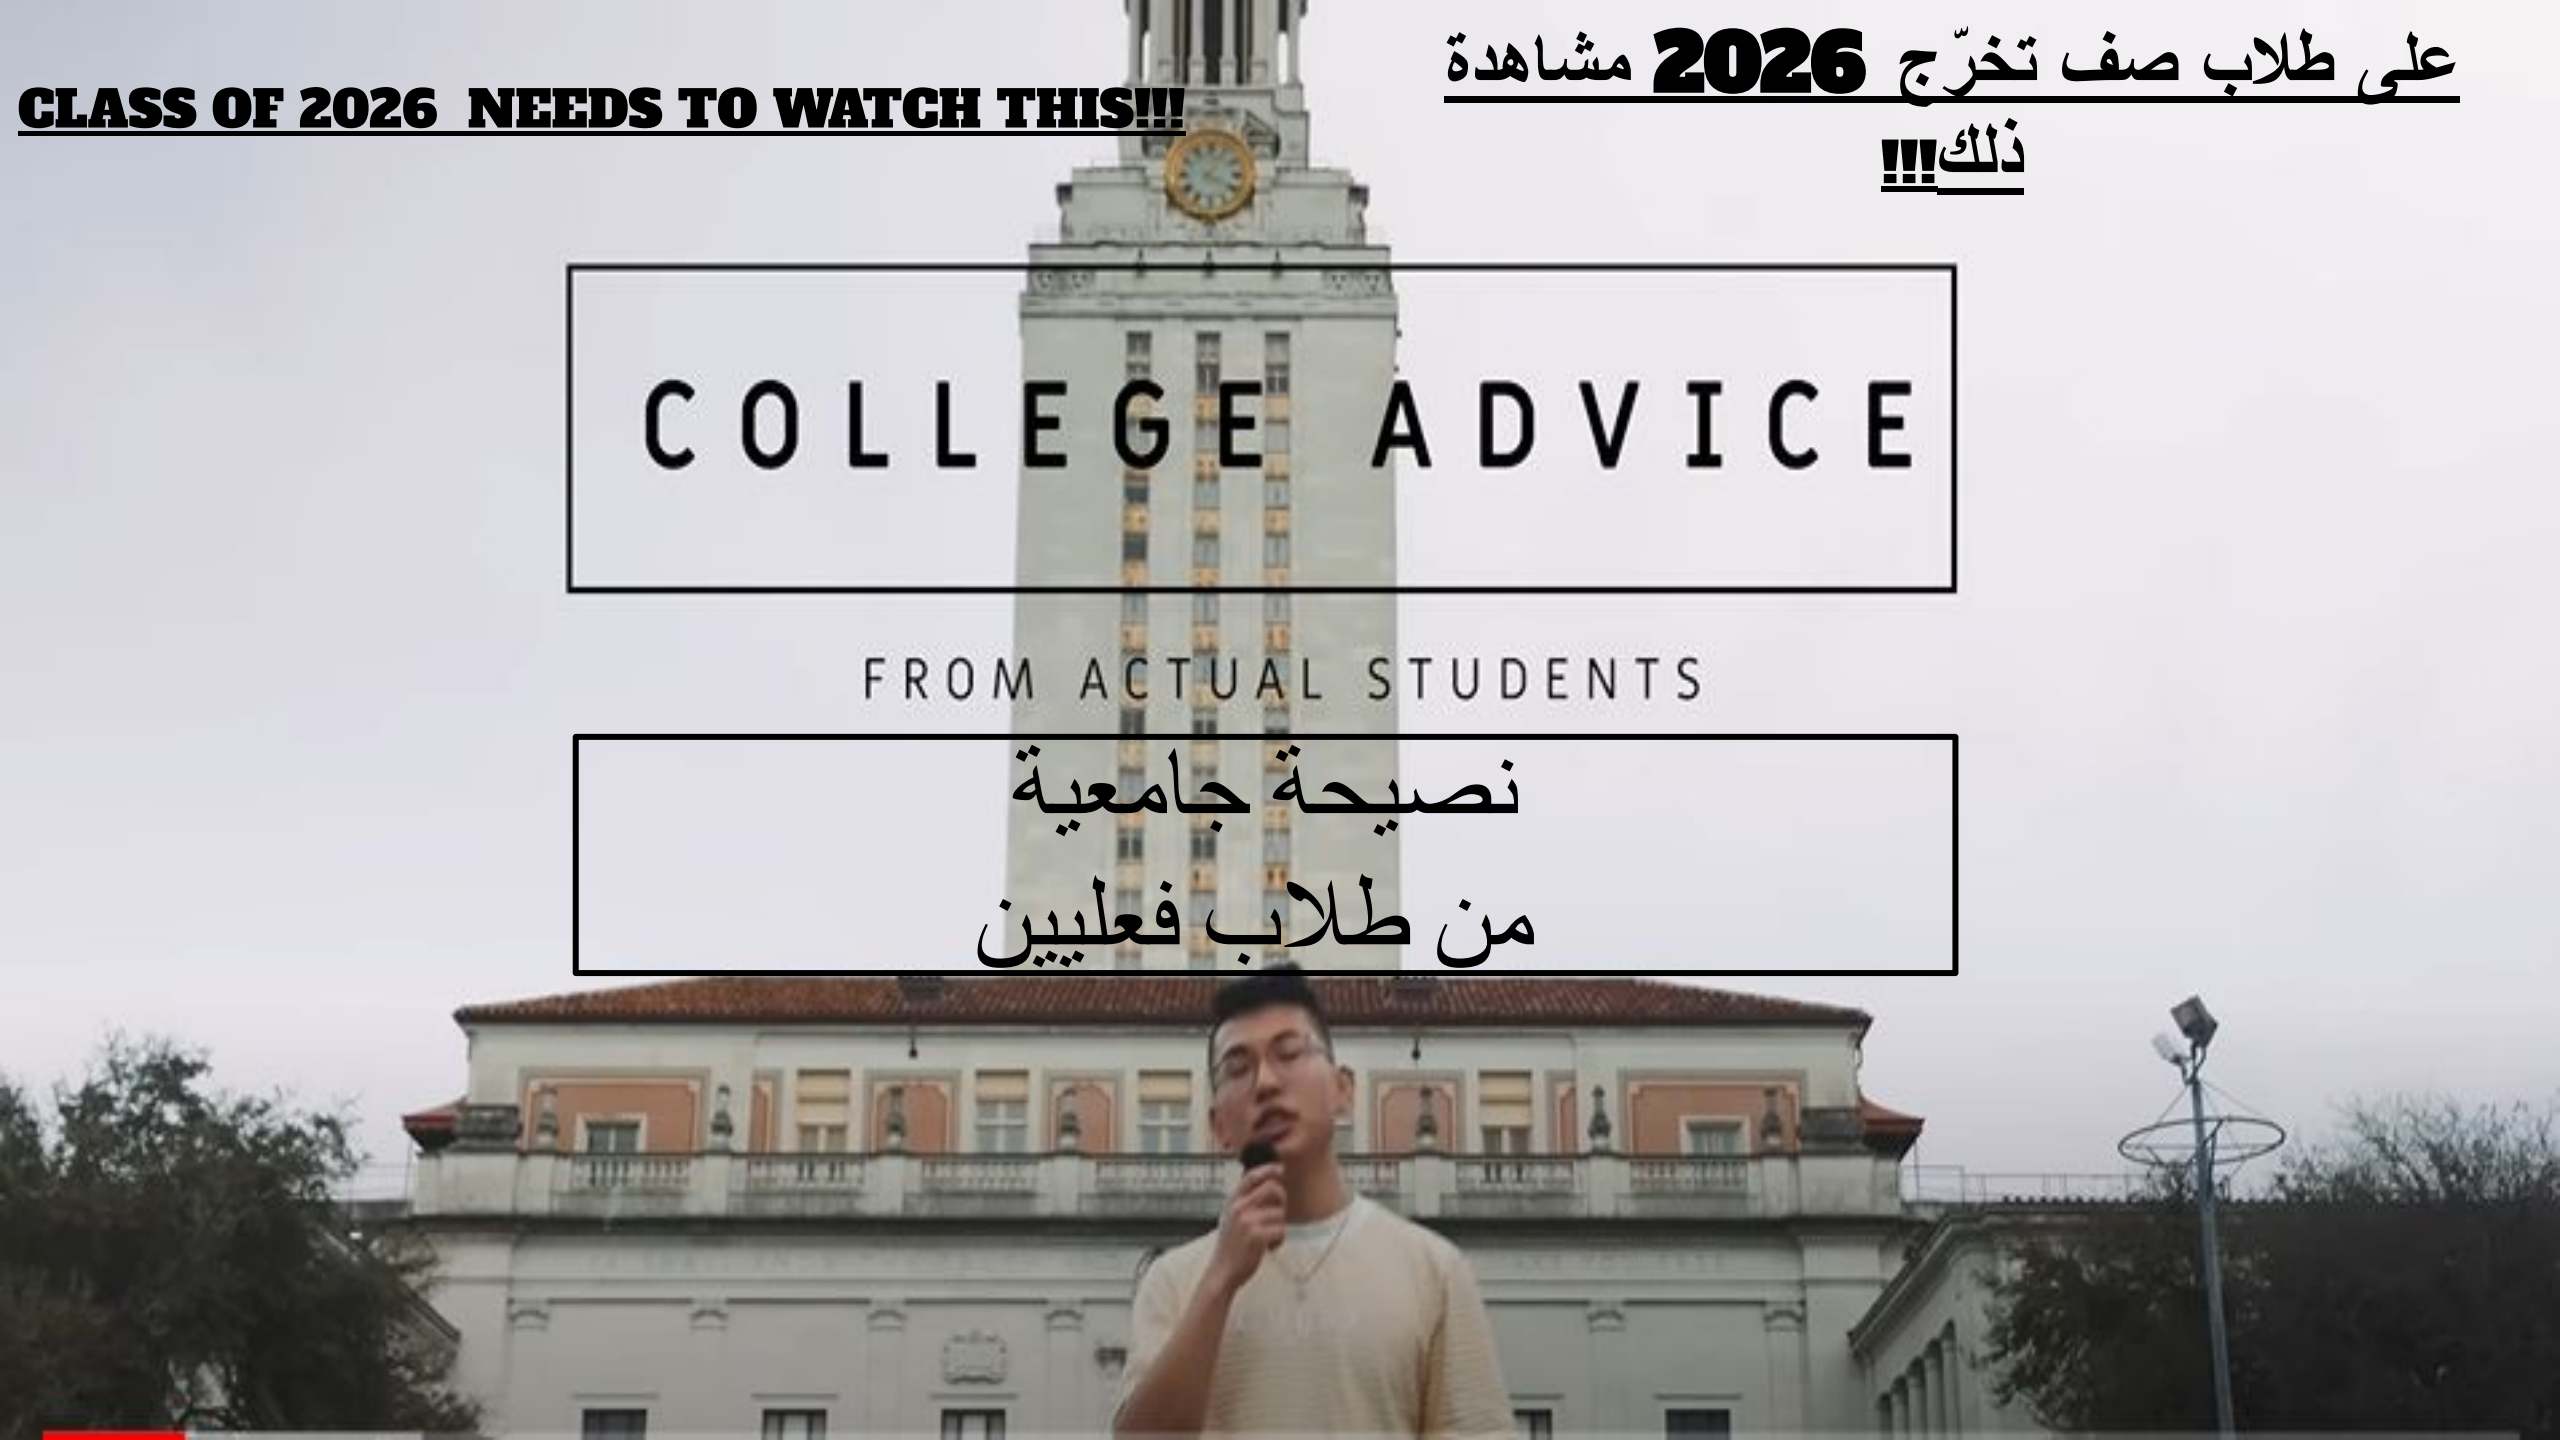 CLASS OF 2026 NEEDS TO WATCH THIS!!!
على طلاب صف تخرّج 2026 مشاهدة
ذلك!!!
COLLEGE ADVICE
FROM ACTUAL STUDENTS
نصيحة جامعية
من طلاب فعليين